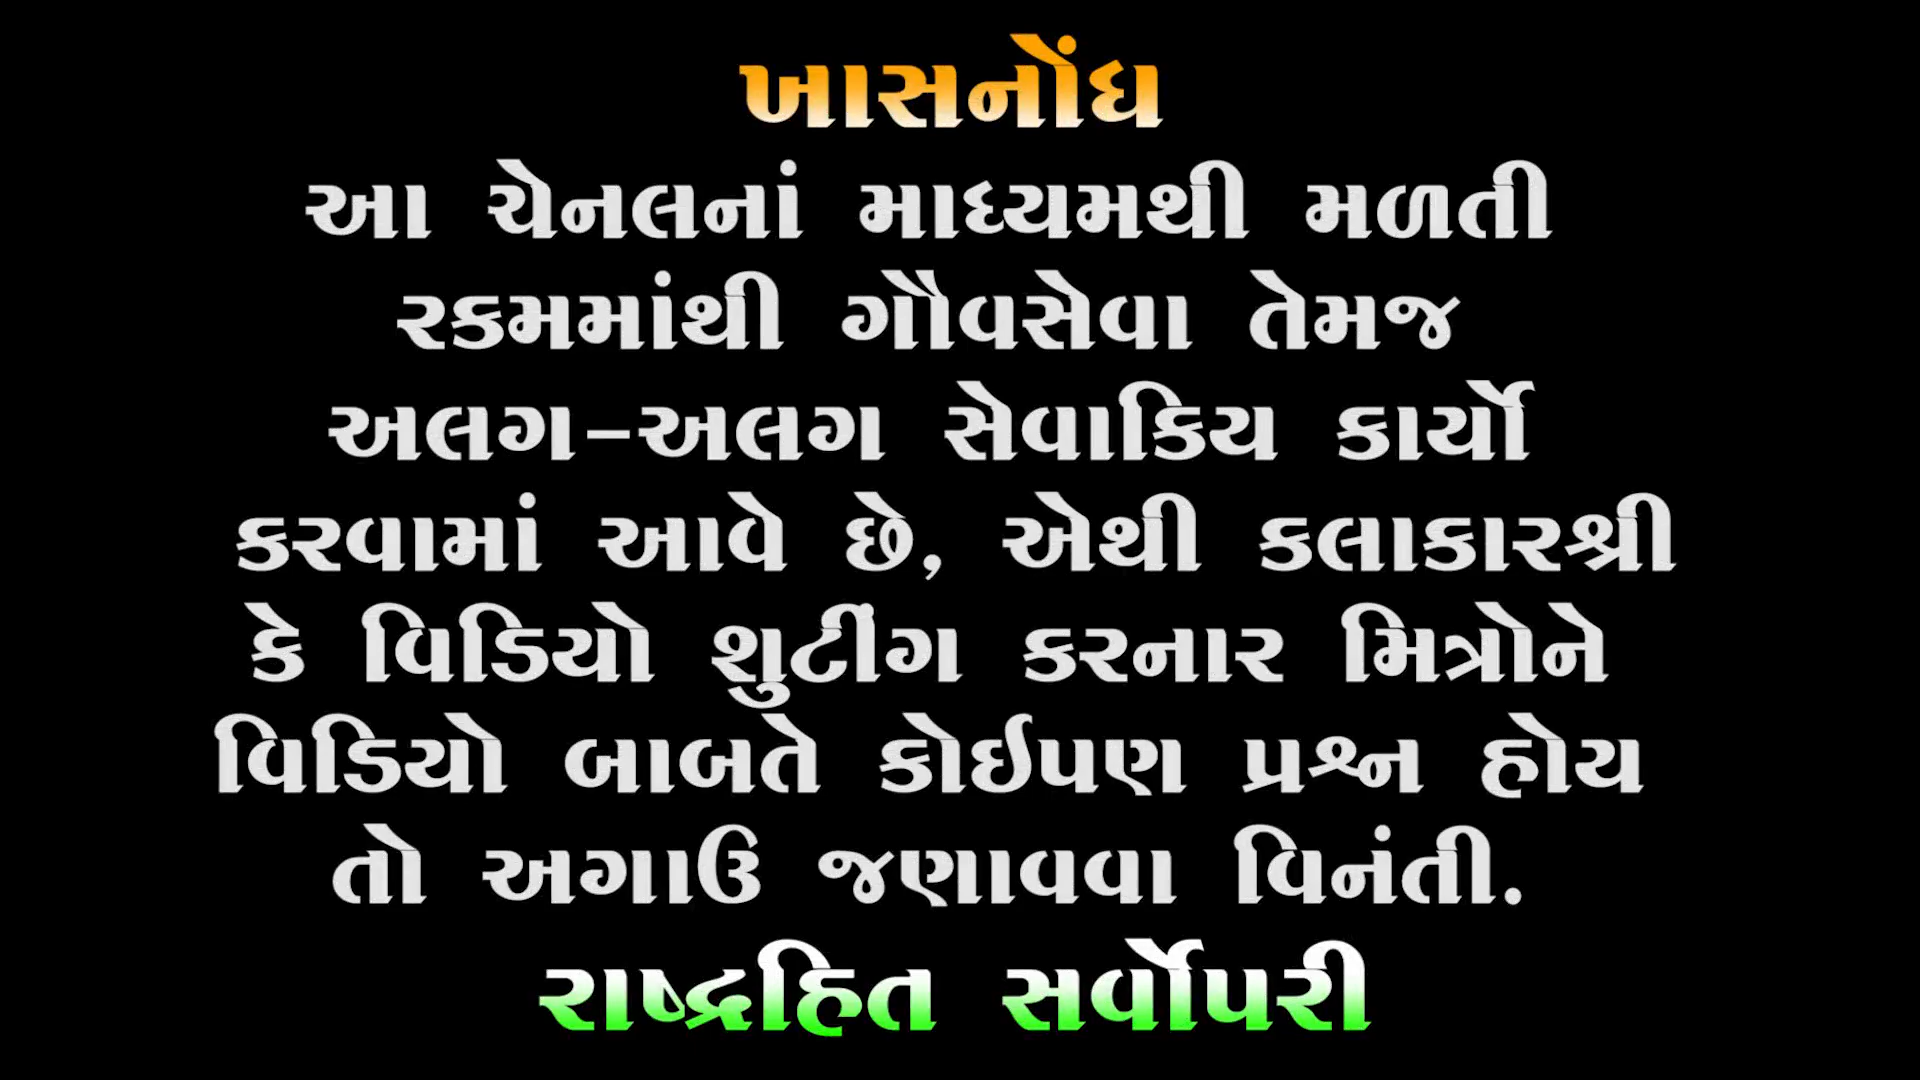 ખાસનોંધ
આ ચેનલનાં માધ્યમથી મળતી
રકમમાંથી ગૌવસેવા તેમજ
અલગ-અલગ સેવાકિય કાર્યો
કરવામાં આવે છે, એથી કલાકારશ્રી
કે વિડિયો શુટીંગ કરનાર મિત્રોને
વિડિયો બાબતે કોઈપણ પ્રશ્ન હોય
તો અગાઉ જણાવવા વિનંતી.
રાષ્ટ્રહિત સર્વોપરી